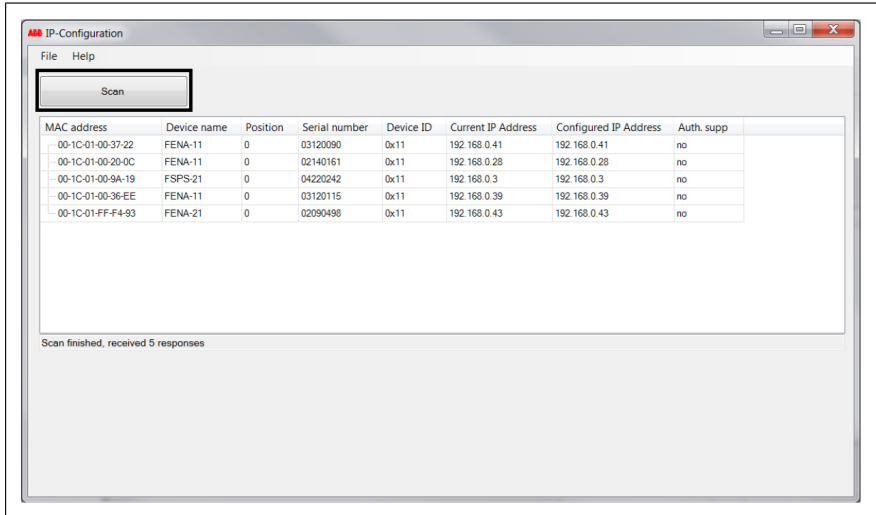 ABB IP-Configuration
File Help
Scan
MAC address Device name Position Serial number Device ID Current IP Address Configured IP Address Auth. supp
00-1C-01-00-37-22 FENA-11 0 03120090 0x11 192.168.0.41 192.168.0.41 no
00-1C-01-00-20-0C FENA-11 0 02140161 0x11 192.168.0.28 192.168.0.28 no
00-1C-01-00-9A-19 FSPS-21 0 04220242 0x11 192.168.0.3 192.168.0.3 no
00-1C-01-00-36-EE FENA-11 0 03120115 0x11 192.168.0.39 192.168.0.39 no
00-1C-01-FF-F4-93 FENA-21 0 02090498 0x11 192.168.0.43 192.168.0.43 no
Scan finished, received 5 responses